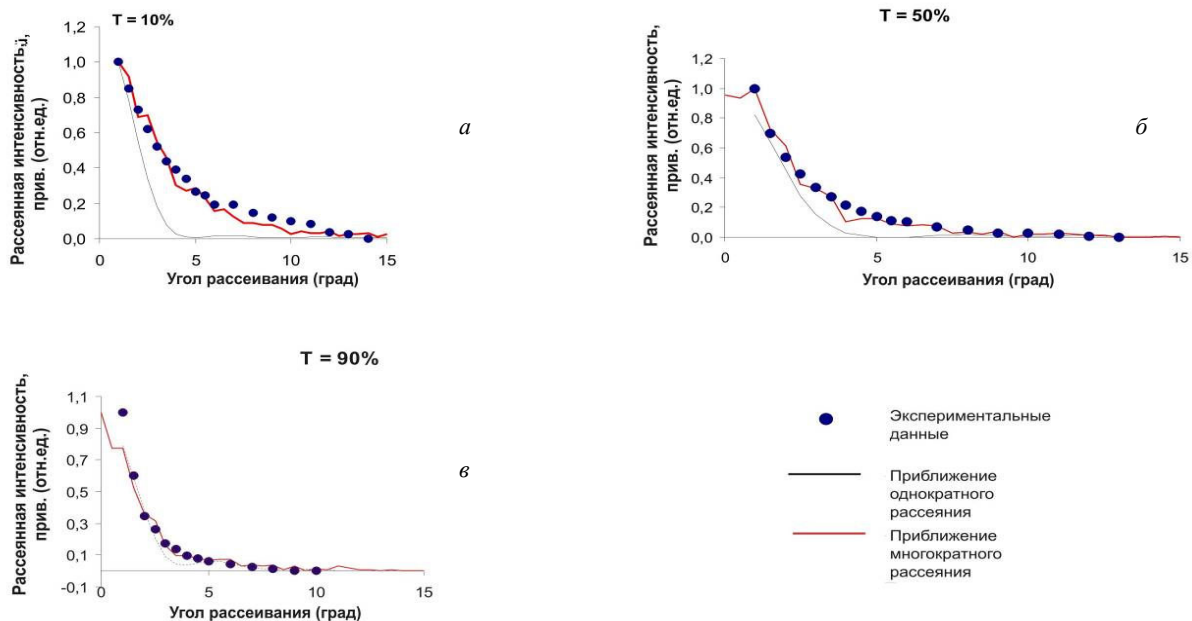 T = 10%
Рассеянная интенсивность,
прив. (отн.ед.)
1,2
1,0
0,8
0,6
0,4
0,2
0,0
0
5
10
15
Угол рассеивания (град)
а
T = 50%
Рассеянная интенсивность,
прив. (отн.ед.)
1,2
1,0
0,8
0,6
0,4
0,2
0,0
0
5
10
15
Угол рассеивания (град)
б
T = 90%
Рассеянная интенсивность,
прив. (отн.ед.)
1,1
0,9
0,7
0,5
0,3
0,1
-0,1
0
5
10
15
Угол рассеивания (град)
в
Экспериментальные
данные
Приближение
однократного
рассеяния
Приближение
многократного
рассеяния